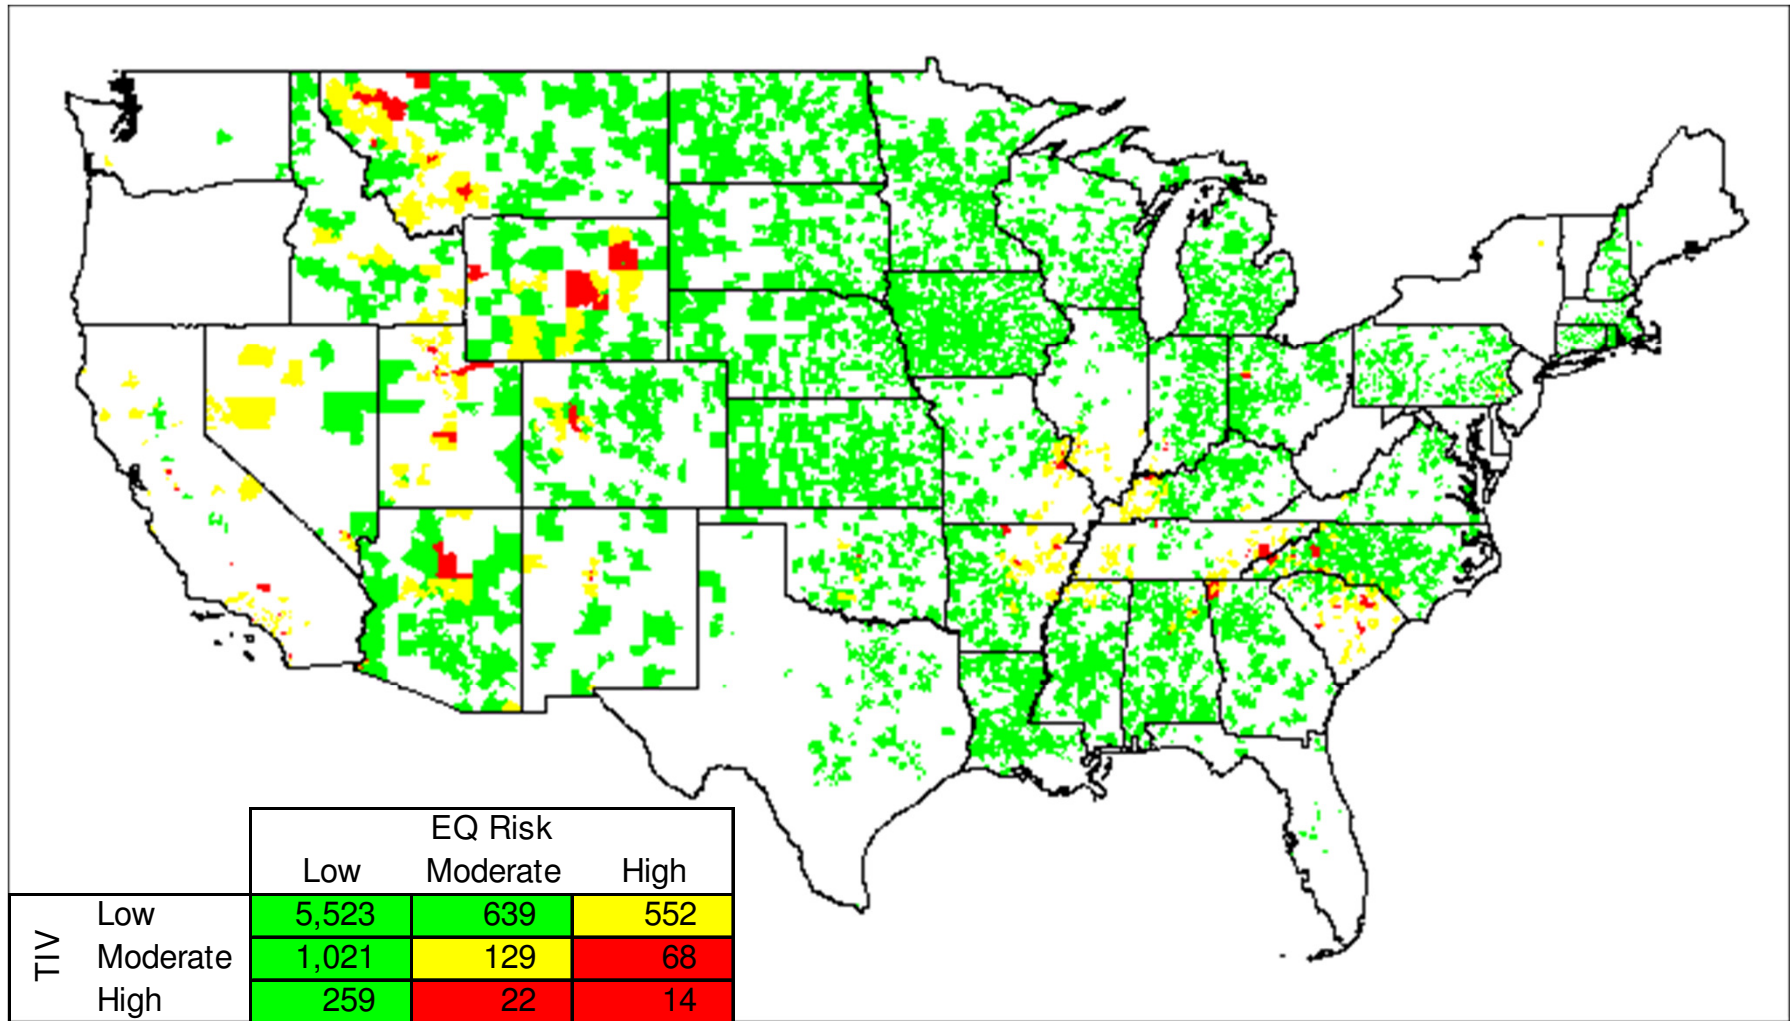 EQ Risk
Low Moderate High
TIV
Low 5,523 639 552
Moderate 1,021 129 68
High 259 22 14